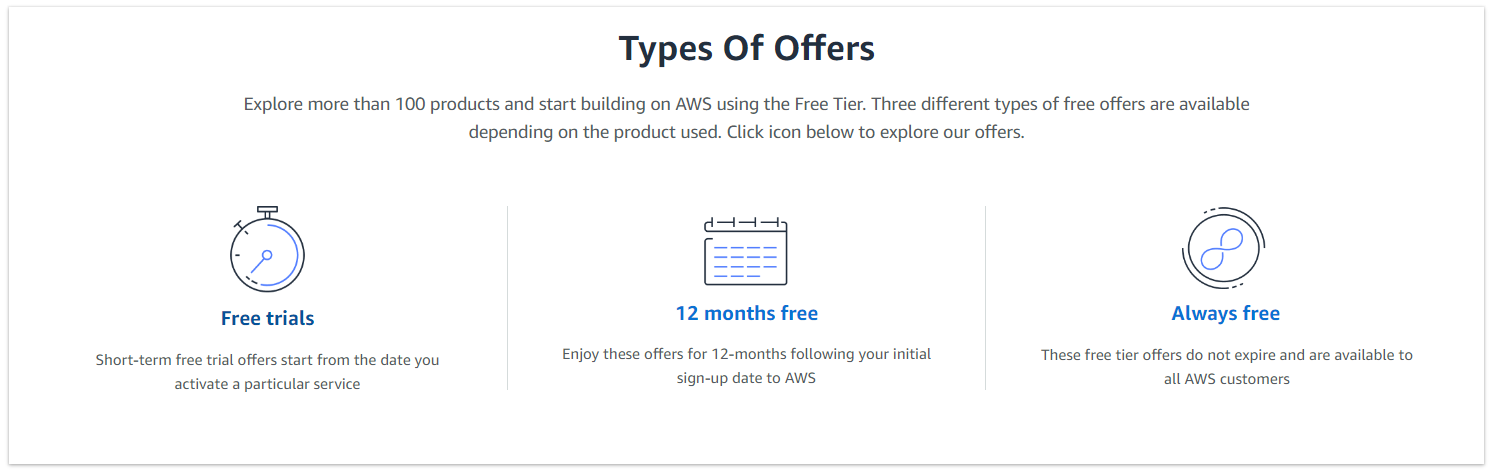 Types Of Offers
Explore more than 100 products and start building on AWS using the Free Tier. Three different types of free offers are available
depending on the product used. Click icon below to explore our offers.
Free trials
Short-term free trial offers start from the date you
activate a particular service
12 months free
Enjoy these offers for 12-months following your initial
sign-up date to AWS
Always free
These free tier offers do not expire and are available to
all AWS customers